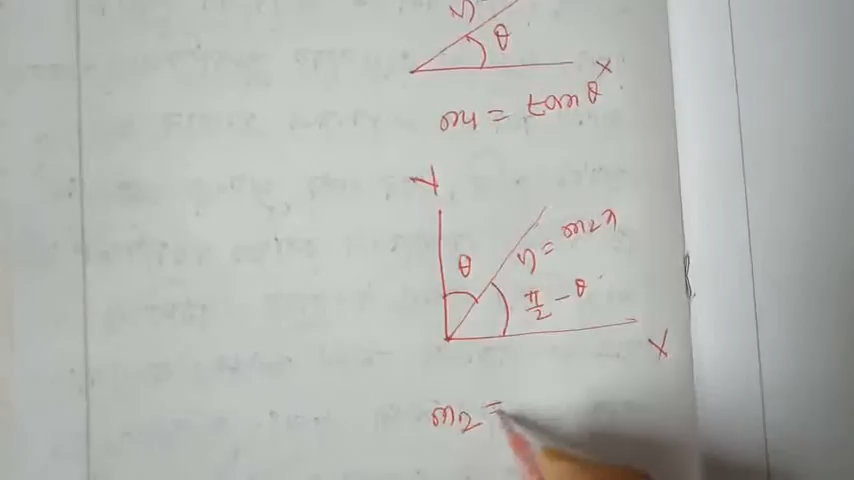 y
θ
X
m₁ = tan θ
Y
θ
y = m₂x
π/2 - θ
X
m₂ =